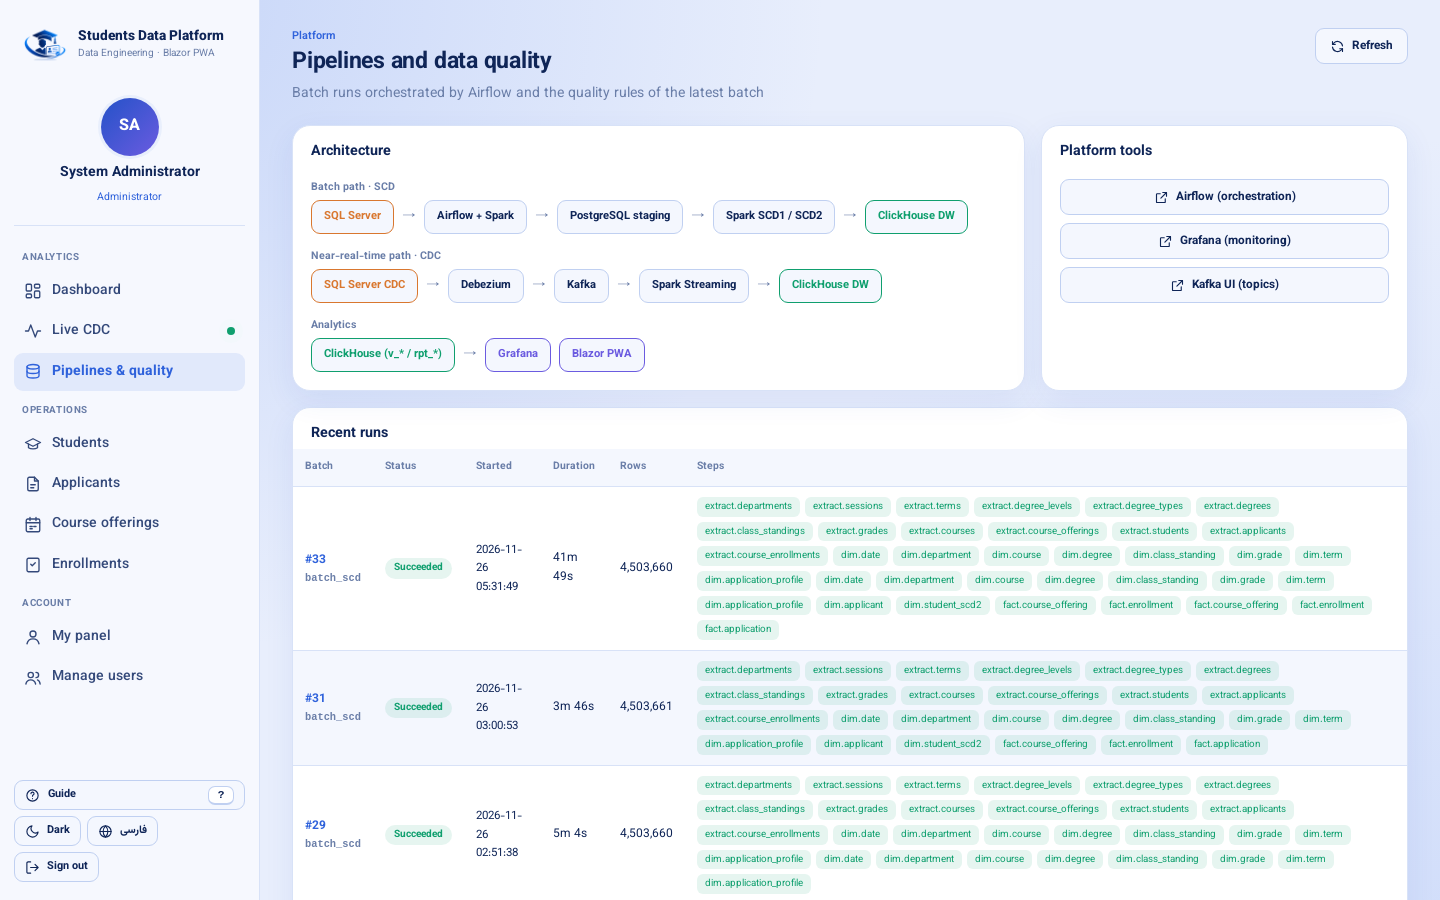 Students Data Platform
Data Engineering · Blazor PWA
SA
System Administrator
Administrator
ANALYTICS
Dashboard
Live CDC
Pipelines & quality
OPERATIONS
Students
Applicants
Course offerings
Enrollments
ACCOUNT
My panel
Manage users
Guide ?
Dark فارسی
Sign out
Platform
Pipelines and data quality
Batch runs orchestrated by Airflow and the quality rules of the latest batch
Refresh
Architecture
Batch path · SCD
SQL Server → Airflow + Spark → PostgreSQL staging → Spark SCD1 / SCD2 → ClickHouse DW
Near-real-time path · CDC
SQL Server CDC → Debezium → Kafka → Spark Streaming → ClickHouse DW
Analytics
ClickHouse (v_* / rpt_*) → Grafana Blazor PWA
Platform tools
Airflow (orchestration)
Grafana (monitoring)
Kafka UI (topics)
Recent runs
Batch Status Started Duration Rows Steps
#33
batch_scd
Succeeded
2026-11-
26
05:31:49
41m
49s
4,503,660
extract.departments extract.sessions extract.terms extract.degree_levels extract.degree_types extract.degrees
extract.class_standings extract.grades extract.courses extract.course_offerings extract.students extract.applicants
extract.course_enrollments dim.date dim.department dim.course dim.degree dim.class_standing dim.grade dim.term
dim.application_profile dim.date dim.department dim.course dim.degree dim.class_standing dim.grade dim.term
dim.application_profile dim.applicant dim.student_scd2 fact.course_offering fact.enrollment fact.course_offering fact.enrollment
fact.application
#31
batch_scd
Succeeded
2026-11-
26
03:00:53
3m 46s
4,503,661
extract.departments extract.sessions extract.terms extract.degree_levels extract.degree_types extract.degrees
extract.class_standings extract.grades extract.courses extract.course_offerings extract.students extract.applicants
extract.course_enrollments dim.date dim.department dim.course dim.degree dim.class_standing dim.grade dim.term
dim.application_profile dim.applicant dim.student_scd2 fact.course_offering fact.enrollment fact.application
#29
batch_scd
Succeeded
2026-11-
26
02:51:38
5m 4s
4,503,660
extract.departments extract.sessions extract.terms extract.degree_levels extract.degree_types extract.degrees
extract.class_standings extract.grades extract.courses extract.course_offerings extract.students extract.applicants
extract.course_enrollments dim.date dim.department dim.course dim.degree dim.class_standing dim.grade dim.term
dim.application_profile dim.date dim.department dim.course dim.degree dim.class_standing dim.grade dim.term
dim.application_profile